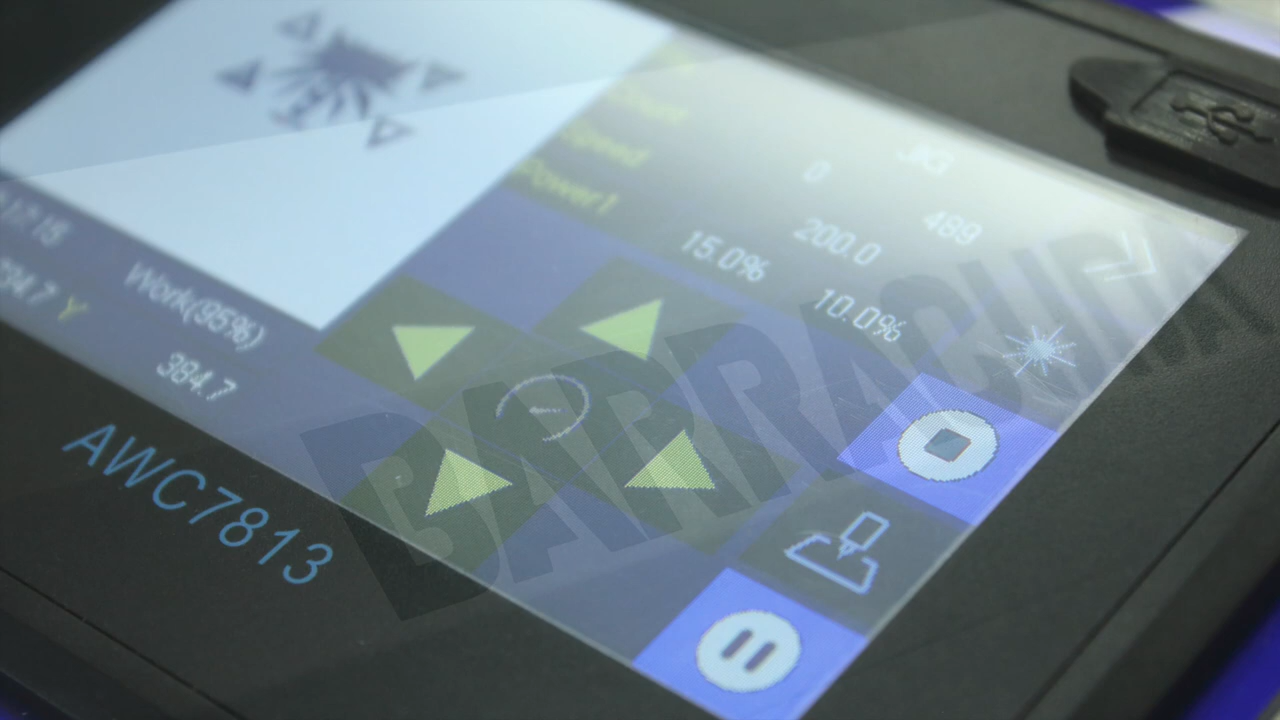 JG
489
0
Speed
200.0
Power1
15.0%
10.0%
Work(95%)
Y
384.7
AWC7813
BARRACUDA